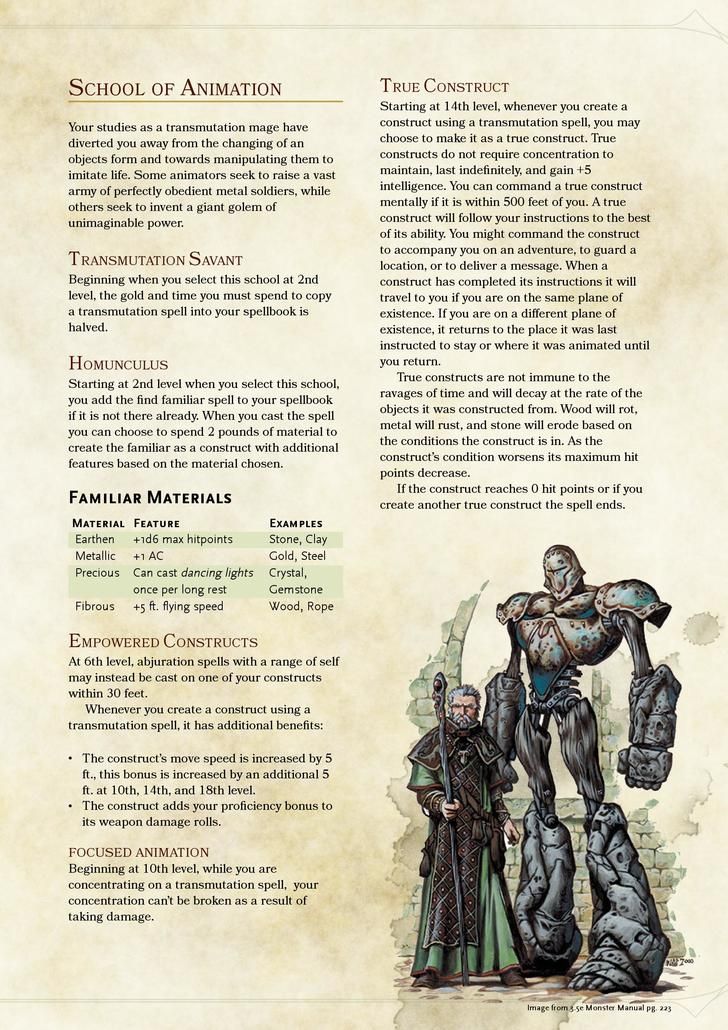 School of Animation
Your studies as a transmutation mage have
diverted you away from the changing of an
objects form and towards manipulating them to
imitate life. Some animators seek to raise a vast
army of perfectly obedient metal soldiers, while
others seek to invent a giant golem of
unimaginable power.
Transmutation Savant
Beginning when you select this school at 2nd
level, the gold and time you must spend to copy
a transmutation spell into your spellbook is
halved.
Homunculus
Starting at 2nd level when you select this school,
you add the find familiar spell to your spellbook
if it is not there already. When you cast the spell
you can choose to spend 2 pounds of material to
create the familiar as a construct with additional
features based on the material chosen.
Familiar Materials
Material Feature Examples
Earthen +1d6 max hitpoints Stone, Clay
Metallic +1 AC Gold, Steel
Precious Can cast dancing lights Crystal,
once per long rest Gemstone
Fibrous +5 ft. flying speed Wood, Rope
Empowered Constructs
At 6th level, abjuration spells with a range of self
may instead be cast on one of your constructs
within 30 feet.
Whenever you create a construct using a
transmutation spell, it has additional benefits:
• The construct's move speed is increased by 5
ft., this bonus is increased by an additional 5
ft. at 10th, 14th, and 18th level.
• The construct adds your proficiency bonus to
its weapon damage rolls.
FOCUSED ANIMATION
Beginning at 10th level, while you are
concentrating on a transmutation spell, your
concentration can't be broken as a result of
taking damage.
True Construct
Starting at 14th level, whenever you create a
construct using a transmutation spell, you may
choose to make it as a true construct. True
constructs do not require concentration to
maintain, last indefinitely, and gain +5
intelligence. You can command a true construct
mentally if it is within 500 feet of you. A true
construct will follow your instructions to the best
of its ability. You might command the construct
to accompany you on an adventure, to guard a
location, or to deliver a message. When a
construct has completed its instructions it will
travel to you if you are on the same plane of
existence. If you are on a different plane of
existence, it returns to the place it was last
instructed to stay or where it was animated until
you return.
True constructs are not immune to the
ravages of time and will decay at the rate of the
objects it was constructed from. Wood will rot,
metal will rust, and stone will erode based on
the conditions the construct is in. As the
construct's condition worsens its maximum hit
points decrease.
If the construct reaches 0 hit points or if you
create another true construct the spell ends.
Image from 3.5e Monster Manual pg. 223